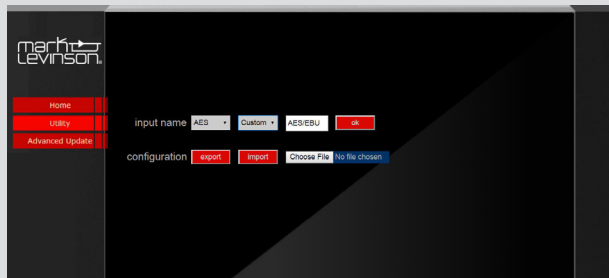 mark
Levinson
Home
Utility
Advanced Update
input name AES Custom AES/EBU ok
configuration export import Choose File No file chosen